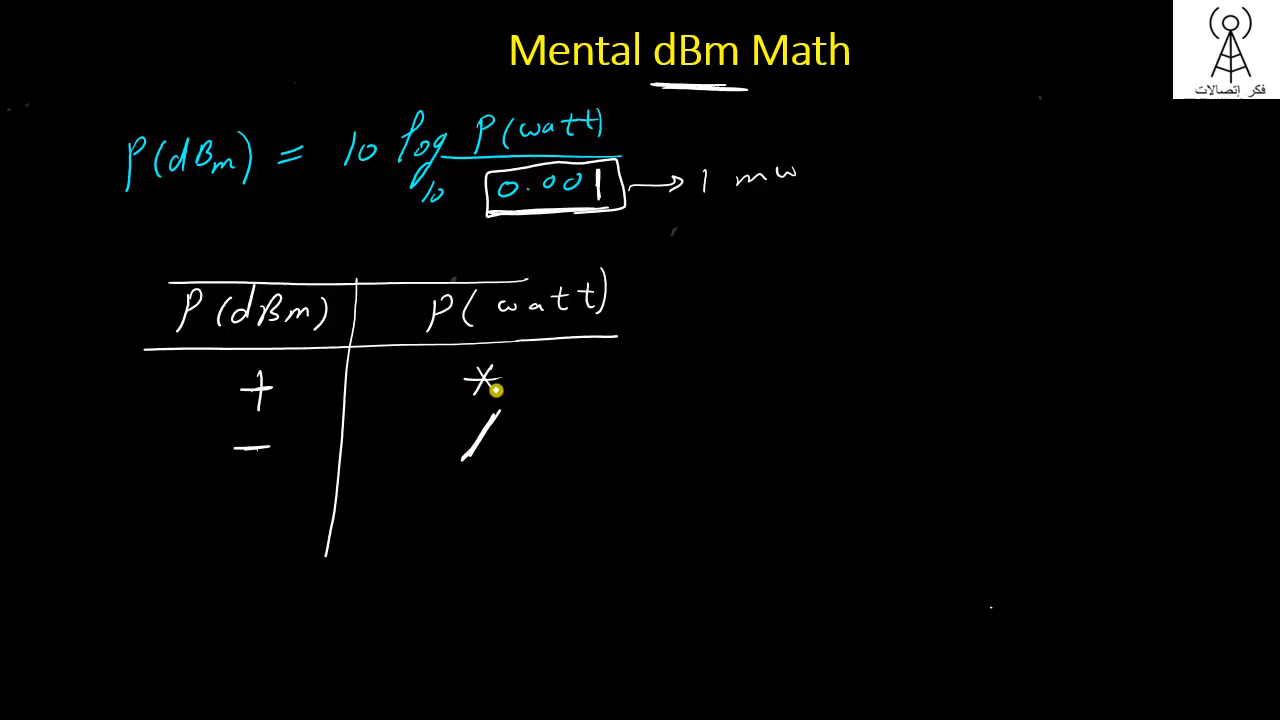 Mental dBm Math
فكر إتصالات
P(dBm) = 10 log10 P(watt) / 0.001 → 1 mw
P(dBm) P(watt)
+ *
- /